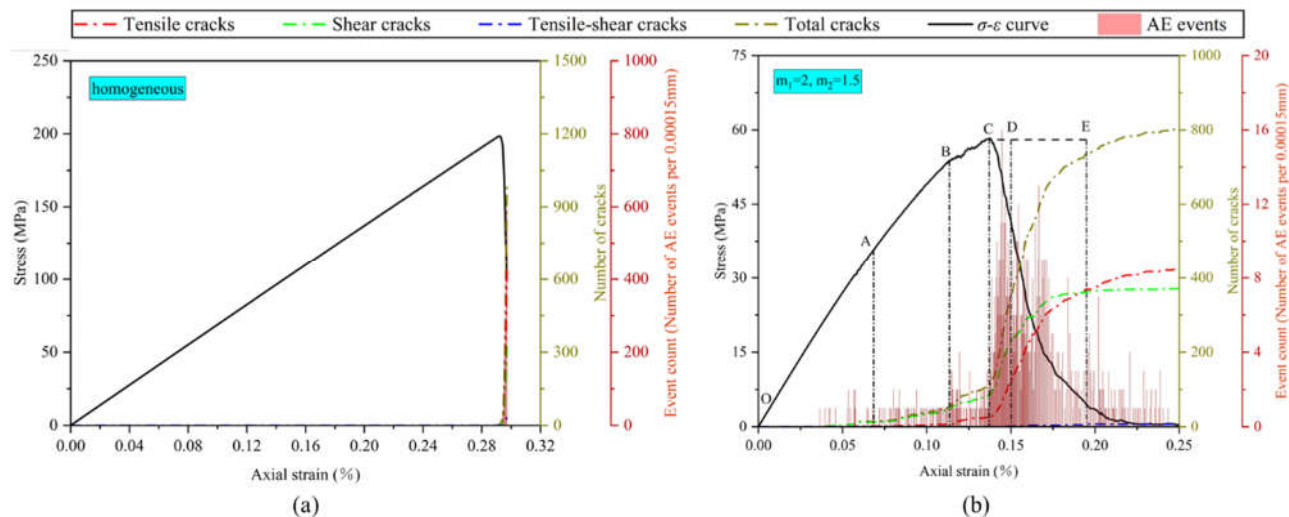 Tensile cracks Shear cracks Tensile-shear cracks Total cracks σ-ε curve AE events
homogeneous
Stress (MPa)
250
200
150
100
50
0
0.00 0.04 0.08 0.12 0.16 0.20 0.24 0.28 0.32
Axial strain (%)
1500
1200
900
600
300
0
Number of cracks
1000
800
600
400
200
0
Event count (Number of AE events per 0.00015mm)
(a)
m₁=2, m₂=1.5
Stress (MPa)
75
60
45
30
15
0
O
A
B
C
D
E
0.00 0.05 0.10 0.15 0.20 0.25
Axial strain (%)
1000
800
600
400
200
0
Number of cracks
20
16
12
8
4
0
Event count (Number of AE events per 0.00015mm)
(b)